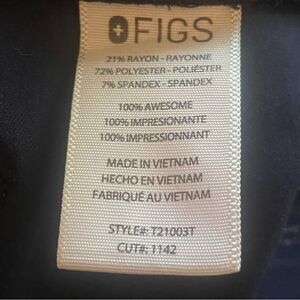 FIGS
21% RAYON - RAYONNE
72% POLYESTER - POLIÉSTER
7% SPANDEX - SPANDEX
100% AWESOME
100% IMPRESIONANTE
100% IMPRESSIONNANT
MADE IN VIETNAM
HECHO EN VIETNAM
FABRIQUÉ AU VIETNAM
STYLE#: T21003T
CUT#: 1142